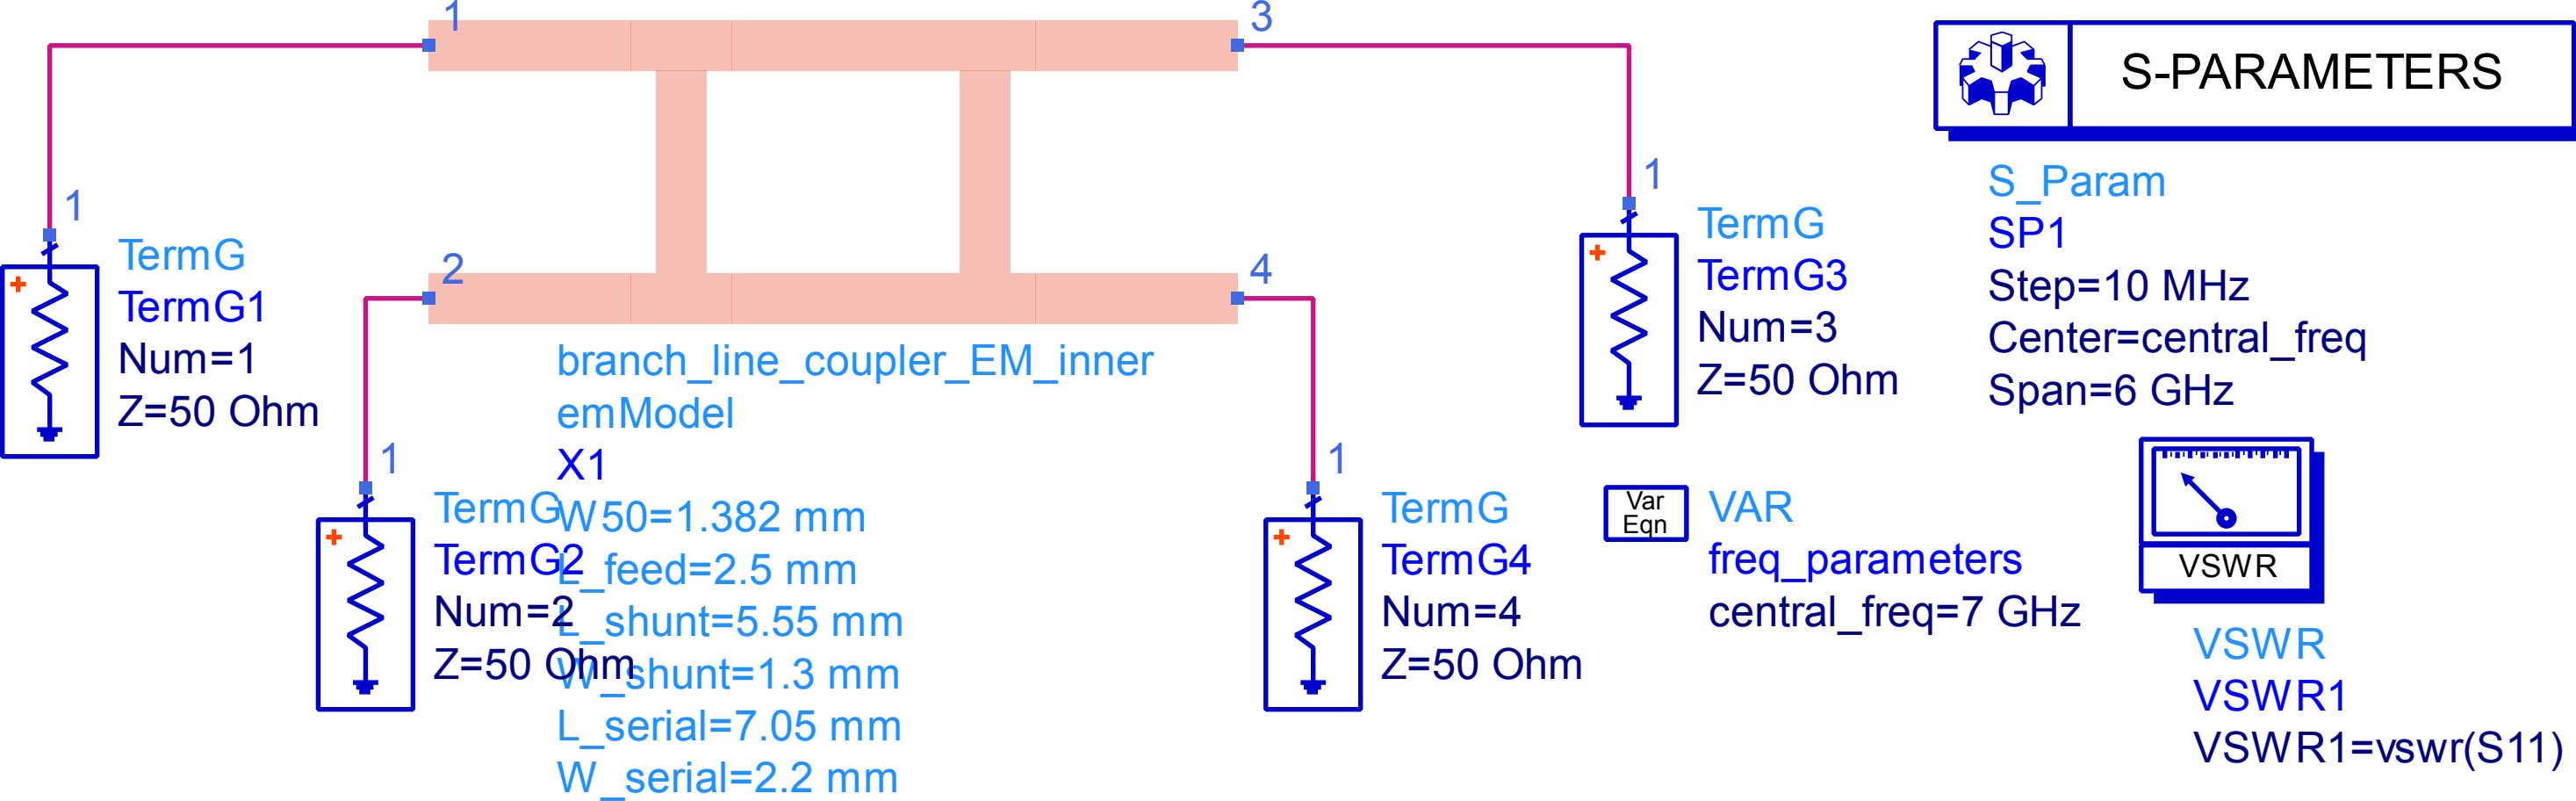 1
3
S-PARAMETERS
1
TermG
TermG1
Num=1
Z=50 Ohm
2
4
1
TermG
TermG3
Num=3
Z=50 Ohm
S_Param
SP1
Step=10 MHz
Center=central_freq
Span=6 GHz
branch_line_coupler_EM_inner
emModel
X1
W50=1.382 mm
L_feed=2.5 mm
L_shunt=5.55 mm
W_shunt=1.3 mm
L_serial=7.05 mm
W_serial=2.2 mm
1
TermG
TermG2
Num=2
Z=50 Ohm
1
TermG
TermG4
Num=4
Z=50 Ohm
Var
Eqn
VAR
freq_parameters
central_freq=7 GHz
VSWR
VSWR
VSWR1
VSWR1=vswr(S11)